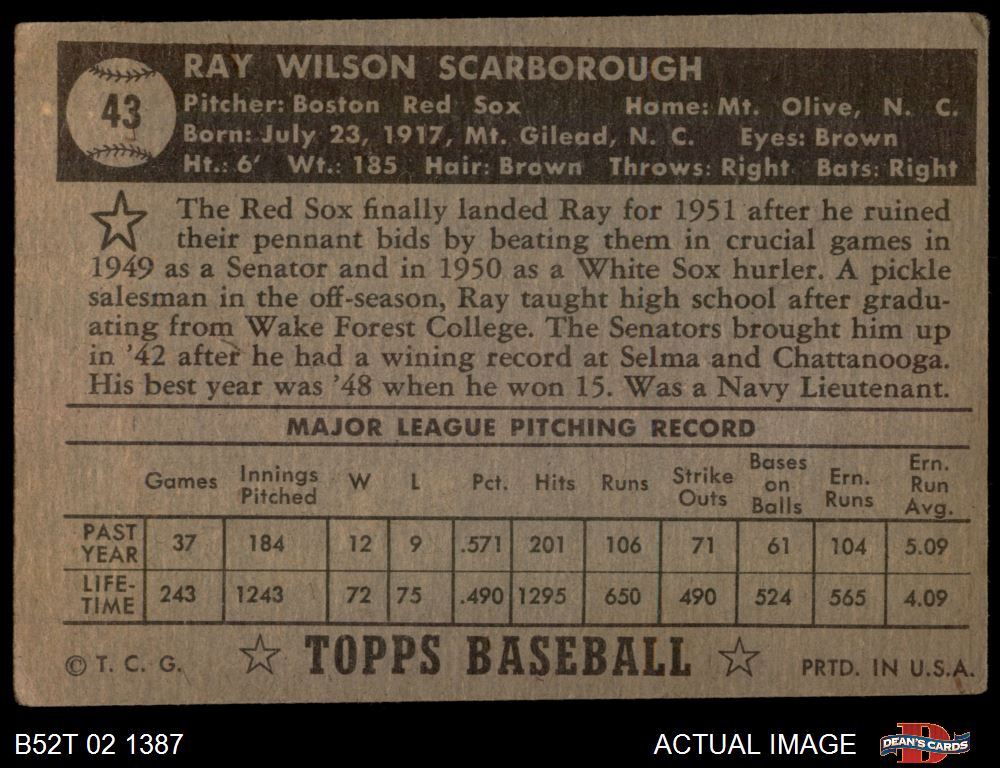 43
RAY WILSON SCARBOROUGH
Pitcher: Boston Red Sox Home: Mt. Olive, N. C.
Born: July 23, 1917, Mt. Gilead, N. C. Eyes: Brown
Ht.: 6' Wt.: 185 Hair: Brown Throws: Right Bats: Right
The Red Sox finally landed Ray for 1951 after he ruined
their pennant bids by beating them in crucial games in
1949 as a Senator and in 1950 as a White Sox hurler. A pickle
salesman in the off-season, Ray taught high school after gradu-
ating from Wake Forest College. The Senators brought him up
in '42 after he had a wining record at Selma and Chattanooga.
His best year was '48 when he won 15. Was a Navy Lieutenant.
MAJOR LEAGUE PITCHING RECORD
Games Innings Pitched W L Pct. Hits Runs Strike Outs Bases on Balls Ern. Runs Ern. Run Avg.
PAST YEAR 37 184 12 9 .571 201 106 71 61 104 5.09
LIFE-TIME 243 1243 72 75 .490 1295 650 490 524 565 4.09
© T. C. G. TOPPS BASEBALL PRTD. IN U.S.A.
B52T 02 1387 ACTUAL IMAGE DEAN'S CARDS